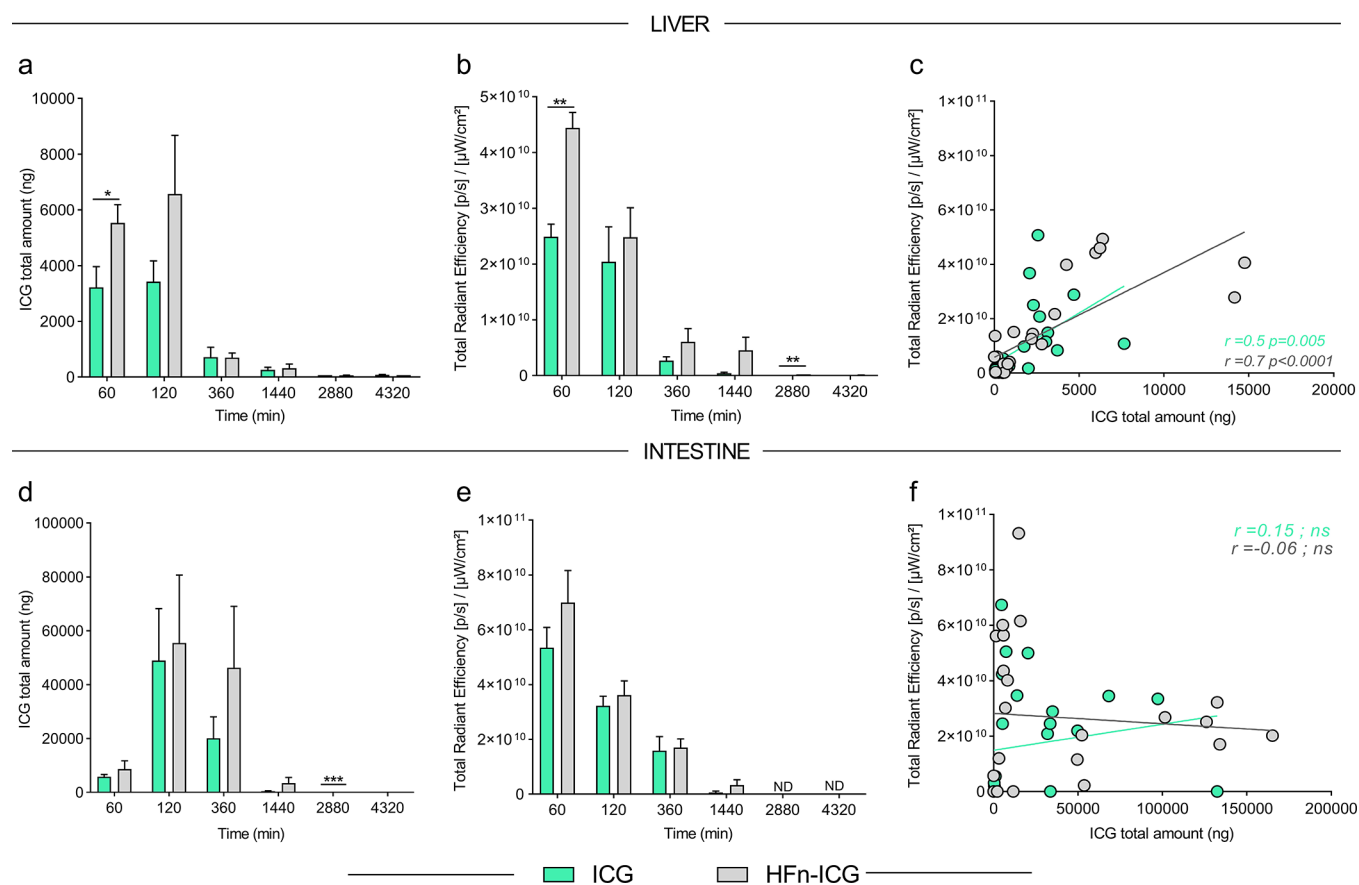 LIVER
a
ICG total amount (ng)
10000
8000
6000
4000
2000
0
*
60 120 360 1440 2880 4320
Time (min)
b
Total Radiant Efficiency [p/s] / [µW/cm²]
5×10¹⁰
4×10¹⁰
3×10¹⁰
2×10¹⁰
1×10¹⁰
0
**
**
60 120 360 1440 2880 4320
Time (min)
c
Total Radiant Efficiency [p/s] / [µW/cm²]
1×10¹¹
8×10¹⁰
6×10¹⁰
4×10¹⁰
2×10¹⁰
0
r =0.5 p=0.005
r =0.7 p<0.0001
0 5000 10000 15000 20000
ICG total amount (ng)
INTESTINE
d
ICG total amount (ng)
100000
80000
60000
40000
20000
0
***
60 120 360 1440 2880 4320
Time (min)
e
Total Radiant Efficiency [p/s] / [µW/cm²]
1×10¹¹
8×10¹⁰
6×10¹⁰
4×10¹⁰
2×10¹⁰
0
ND ND
60 120 360 1440 2880 4320
Time (min)
f
Total Radiant Efficiency [p/s] / [µW/cm²]
1×10¹¹
8×10¹⁰
6×10¹⁰
4×10¹⁰
2×10¹⁰
0
r =0.15 ; ns
r =-0.06 ; ns
0 50000 100000 150000 200000
ICG total amount (ng)
ICG HFn-ICG